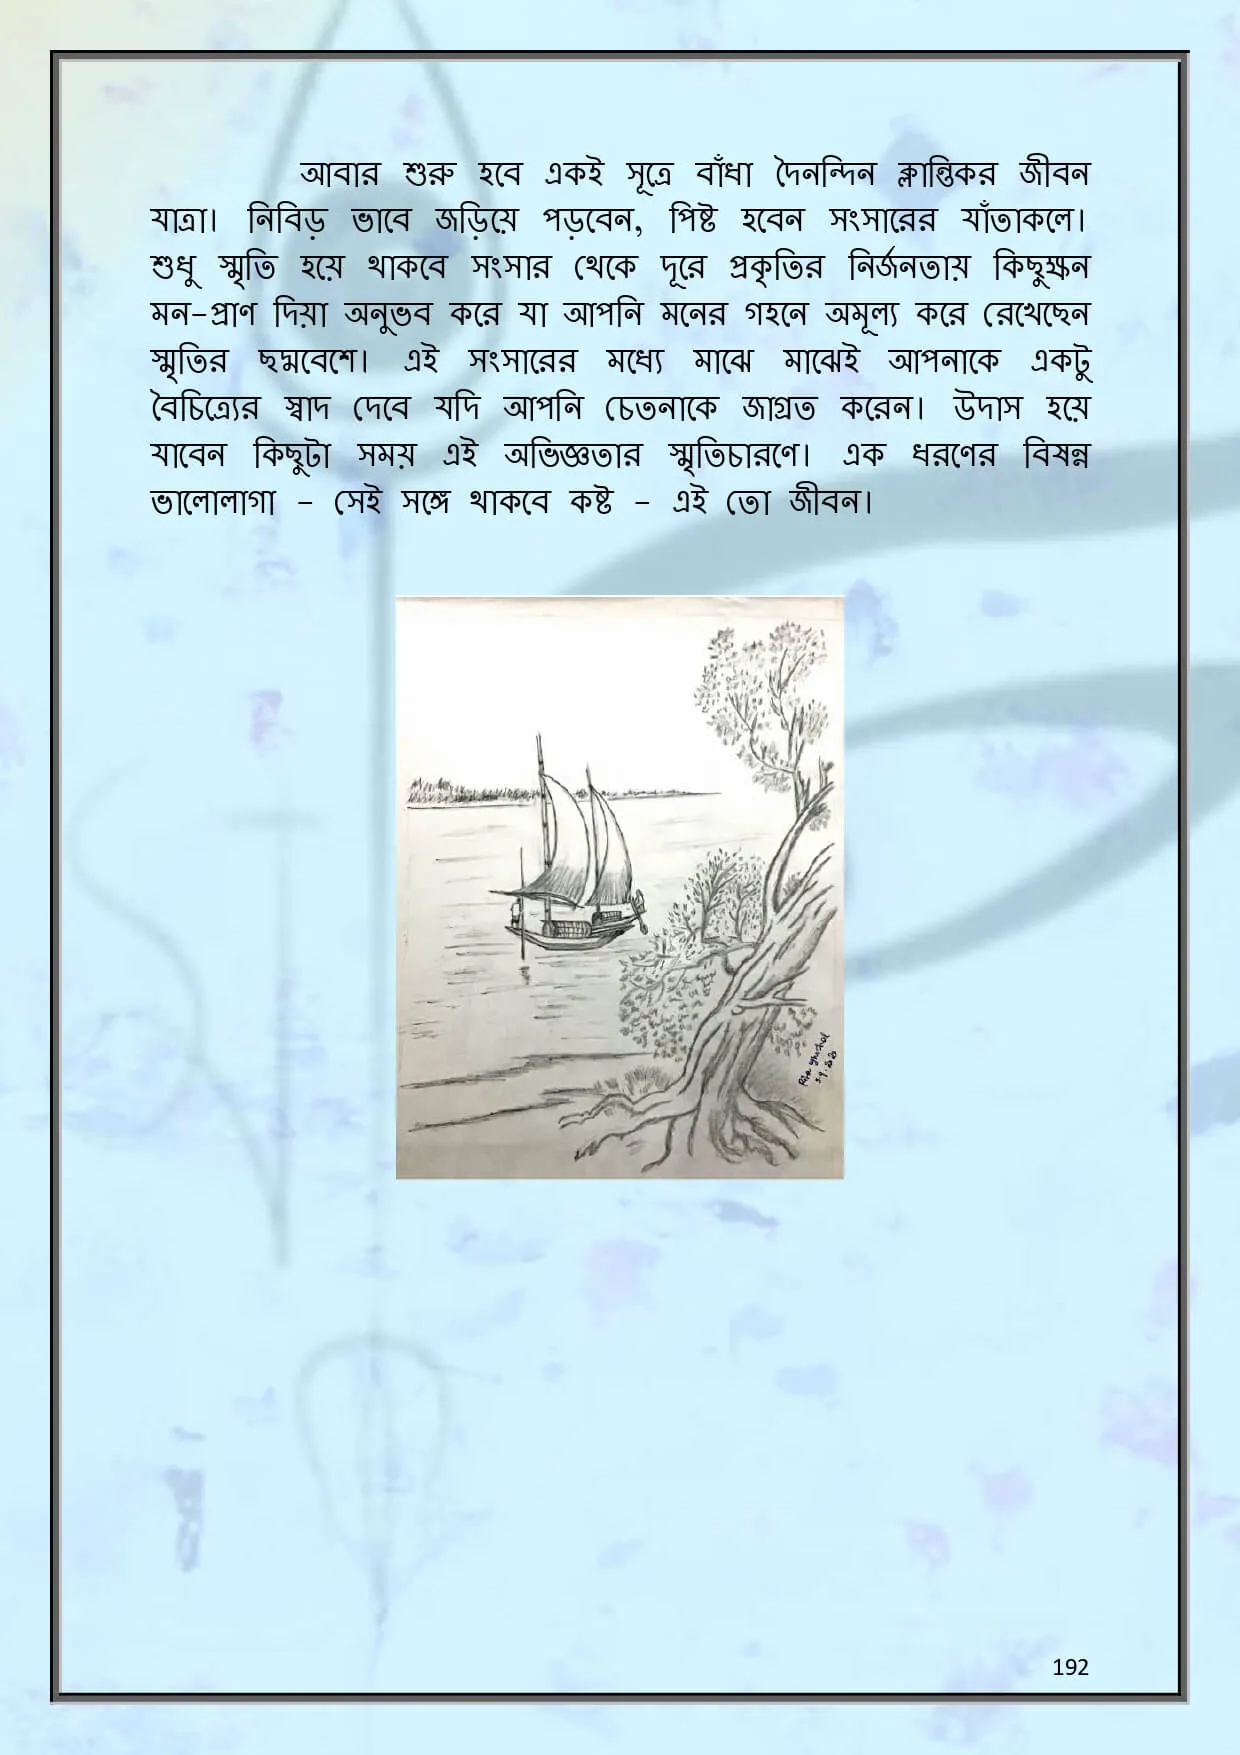 আবার শুরু হবে একই সূত্রে বাঁধা দৈনন্দিন ক্লান্তিকর জীবন
যাত্রা। নিবিড় ভাবে জড়িয়ে পড়বেন, পিষ্ট হবেন সংসারের যাঁতাকলে।
শুধু স্মৃতি হয়ে থাকবে সংসার থেকে দূরে প্রকৃতির নির্জনতায় কিছুক্ষন
মন-প্রাণ দিয়া অনুভব করে যা আপনি মনের গহনে অমূল্য করে রেখেছেন
স্মৃতির ছদ্মবেশে। এই সংসারের মধ্যে মাঝে মাঝেই আপনাকে একটু
বৈচিত্র্যের স্বাদ দেবে যদি আপনি চেতনাকে জাগ্রত করেন। উদাস হয়ে
যাবেন কিছুটা সময় এই অভিজ্ঞতার স্মৃতিচারণে। এক ধরণের বিষন্ন
ভালোলাগা – সেই সঙ্গে থাকবে কষ্ট – এই তো জীবন।
192